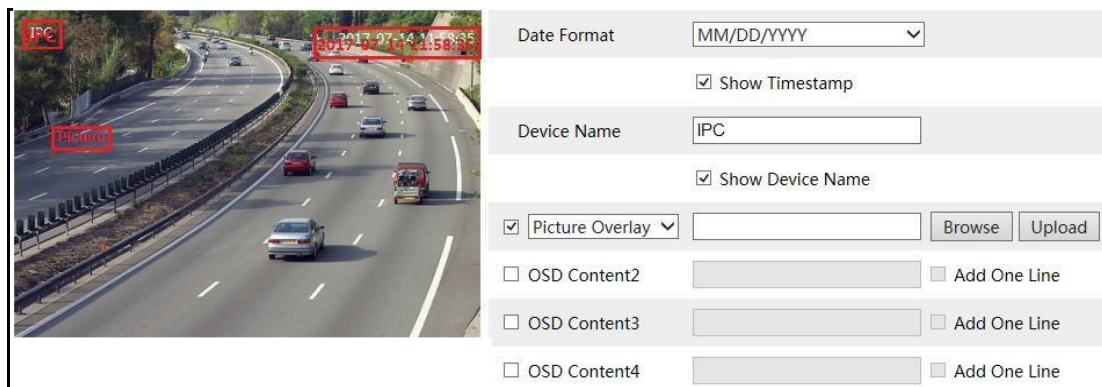 IPC
2017-07-14 11:58:35
Picture
Date Format MM/DD/YYYY
Show Timestamp
Device Name IPC
Show Device Name
Picture Overlay Browse Upload
OSD Content2 Add One Line
OSD Content3 Add One Line
OSD Content4 Add One Line